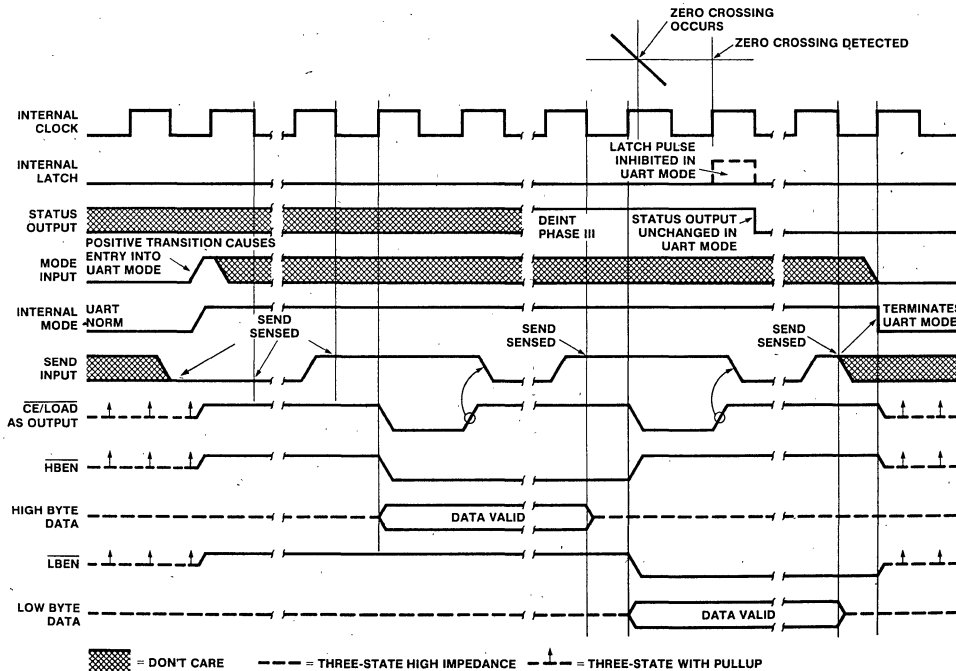 ZERO CROSSING
OCCURS
ZERO CROSSING DETECTED
INTERNAL
CLOCK
INTERNAL
LATCH
LATCH PULSE
INHIBITED IN
UART MODE
STATUS
OUTPUT
DEINT
PHASE III
STATUS OUTPUT
UNCHANGED IN
UART MODE
POSITIVE TRANSITION CAUSES
ENTRY INTO
UART MODE
MODE
INPUT
INTERNAL
MODE
UART
NORM
TERMINATES
UART MODE
SEND
SENSED
SEND
SENSED
SEND
SENSED
SEND
INPUT
CE/LOAD
AS OUTPUT
HBEN
HIGH BYTE
DATA
DATA VALID
LBEN
LOW BYTE
DATA
DATA VALID
= DON'T CARE
= THREE-STATE HIGH IMPEDANCE
= THREE-STATE WITH PULLUP